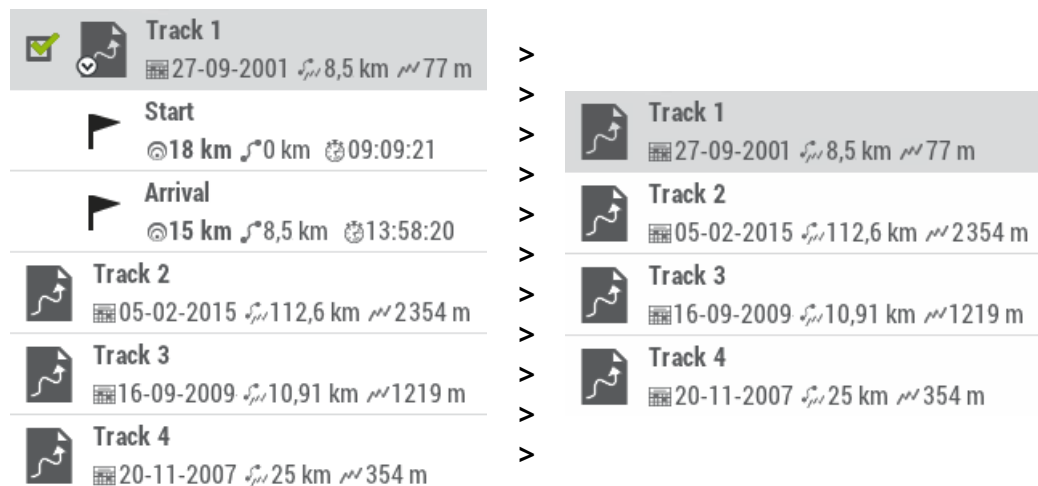 Track 1
27-09-2001 8,5 km 77 m
Start
18 km 0 km 09:09:21
Arrival
15 km 8,5 km 13:58:20
Track 2
05-02-2015 112,6 km 2354 m
Track 3
16-09-2009 10,91 km 1219 m
Track 4
20-11-2007 25 km 354 m
>
>
>
>
>
>
>
>
>
>
>
Track 1
27-09-2001 8,5 km 77 m
Track 2
05-02-2015 112,6 km 2354 m
Track 3
16-09-2009 10,91 km 1219 m
Track 4
20-11-2007 25 km 354 m